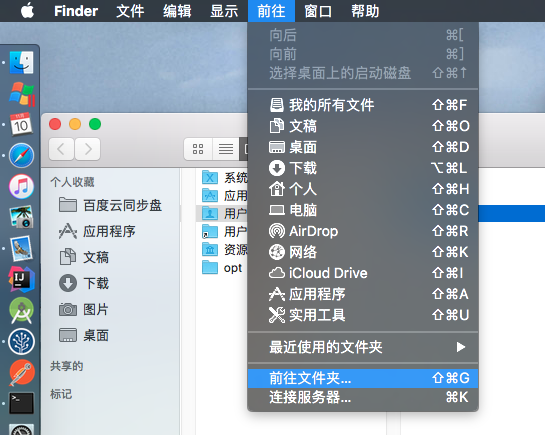 Finder 文件 编辑 显示 前往 窗口 帮助
向后 ⌘[
向前 ⌘]
选择桌面上的启动磁盘 ⇧⌘↑
我的所有文件 ⇧⌘F
文稿 ⇧⌘O
桌面 ⇧⌘D
下载 ⌥⌘L
个人 ⇧⌘H
电脑 ⇧⌘C
AirDrop ⇧⌘R
网络 ⇧⌘K
iCloud Drive ⇧⌘I
应用程序 ⇧⌘A
实用工具 ⇧⌘U
最近使用的文件夹 ▶
前往文件夹... ⇧⌘G
连接服务器... ⌘K
10
个人收藏
百度云同步盘
应用程序
文稿
下载
图片
桌面
共享的
标记
系统
应用
用户
用户
资源
opt